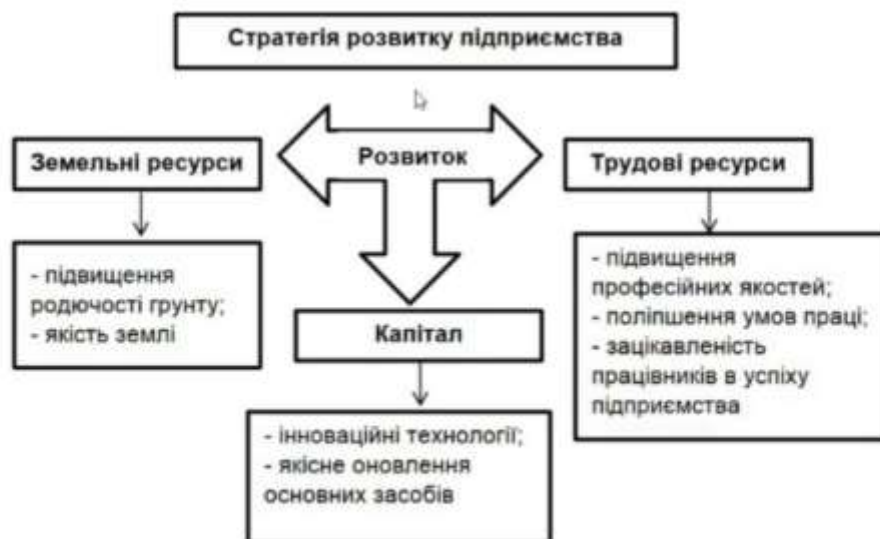 Стратегія розвитку підприємства
Розвиток
Земельні ресурси
- підвищення
родючості грунту;
- якість землі
Капітал
- інноваційні технології;
- якісне оновлення
основних засобів
Трудові ресурси
- підвищення
професійних якостей;
- поліпшення умов праці;
- зацікавленість
працівників в успіху
підприємства